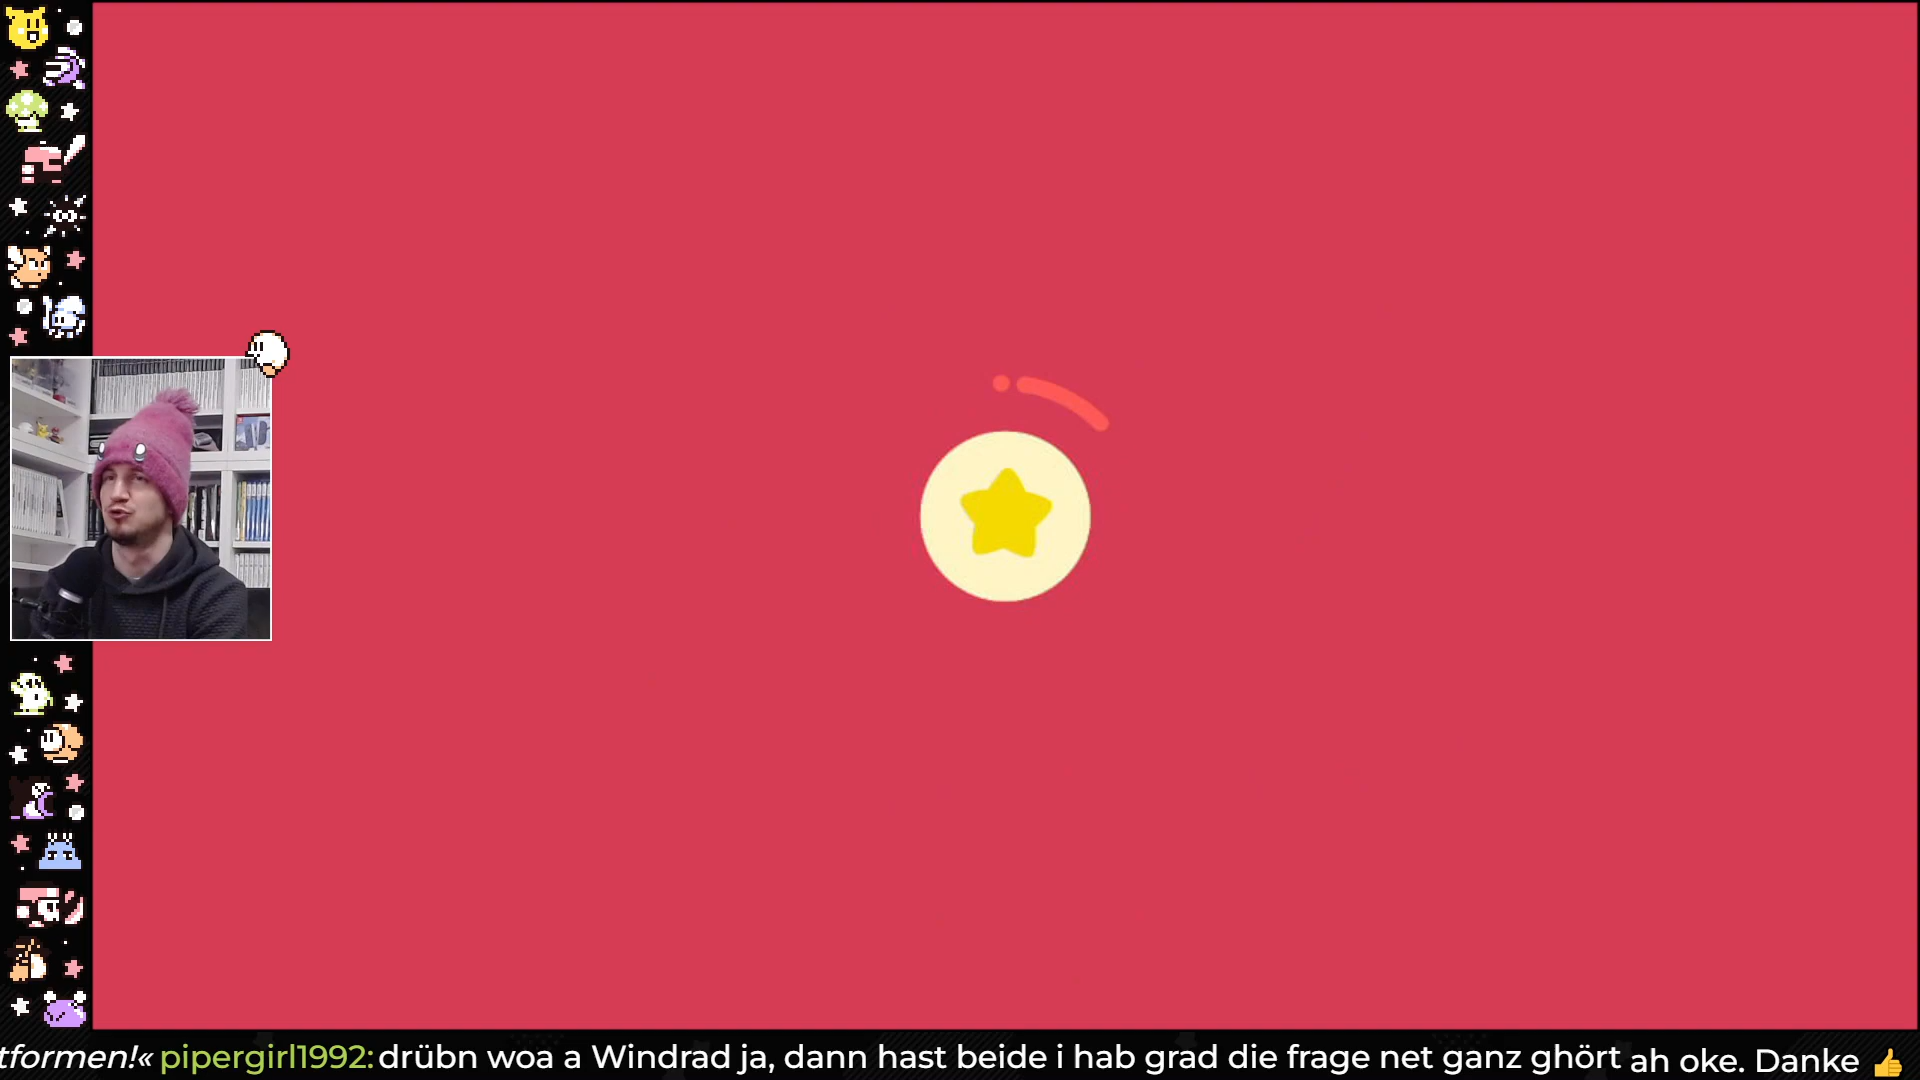 tformen!« pipergirl1992: drübn woa a Windrad ja, dann hast beide i hab grad die frage net ganz ghört ah oke. Danke 👍